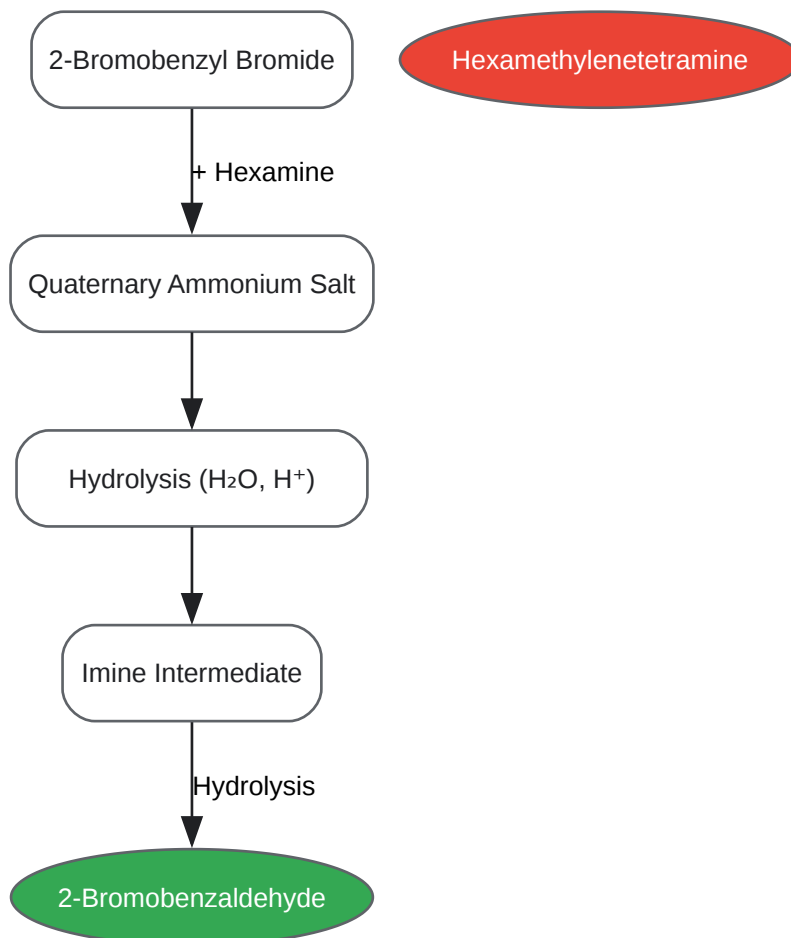 2-Bromobenzyl Bromide
Hexamethylenetetramine
+ Hexamine
Quaternary Ammonium Salt
Hydrolysis (H₂O, H⁺)
Imine Intermediate
Hydrolysis
2-Bromobenzaldehyde